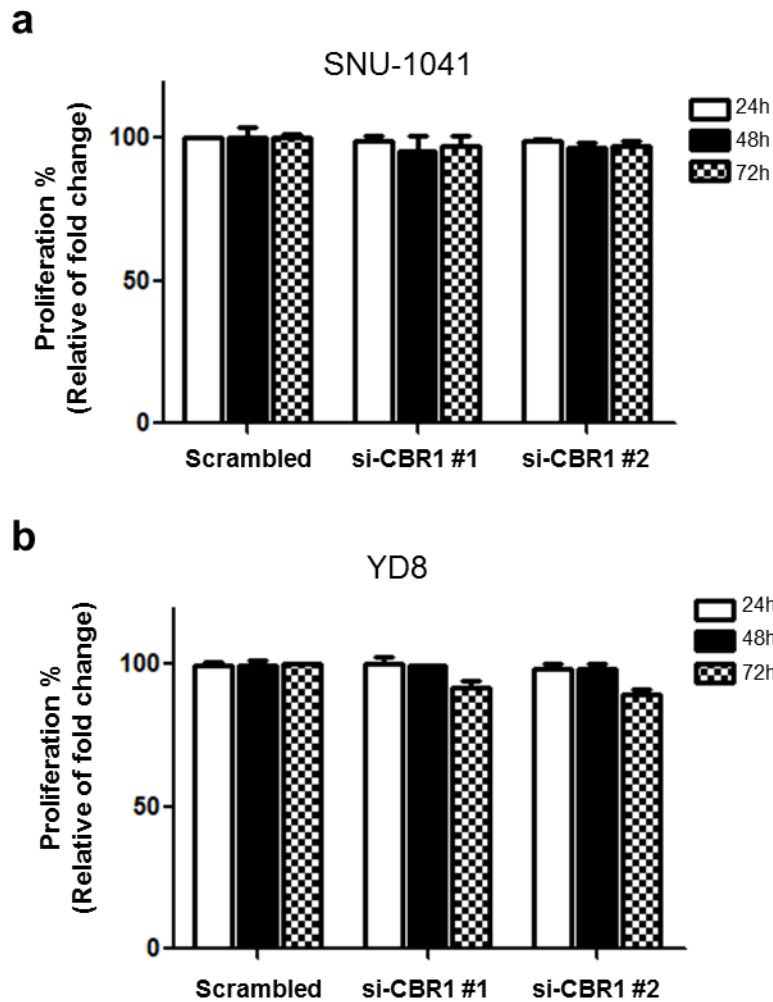 a
SNU-1041
Proliferation %
(Relative of fold change)
100
50
0
24h
48h
72h
Scrambled si-CBR1 #1 si-CBR1 #2
b
YD8
Proliferation %
(Relative of fold change)
100
50
0
24h
48h
72h
Scrambled si-CBR1 #1 si-CBR1 #2